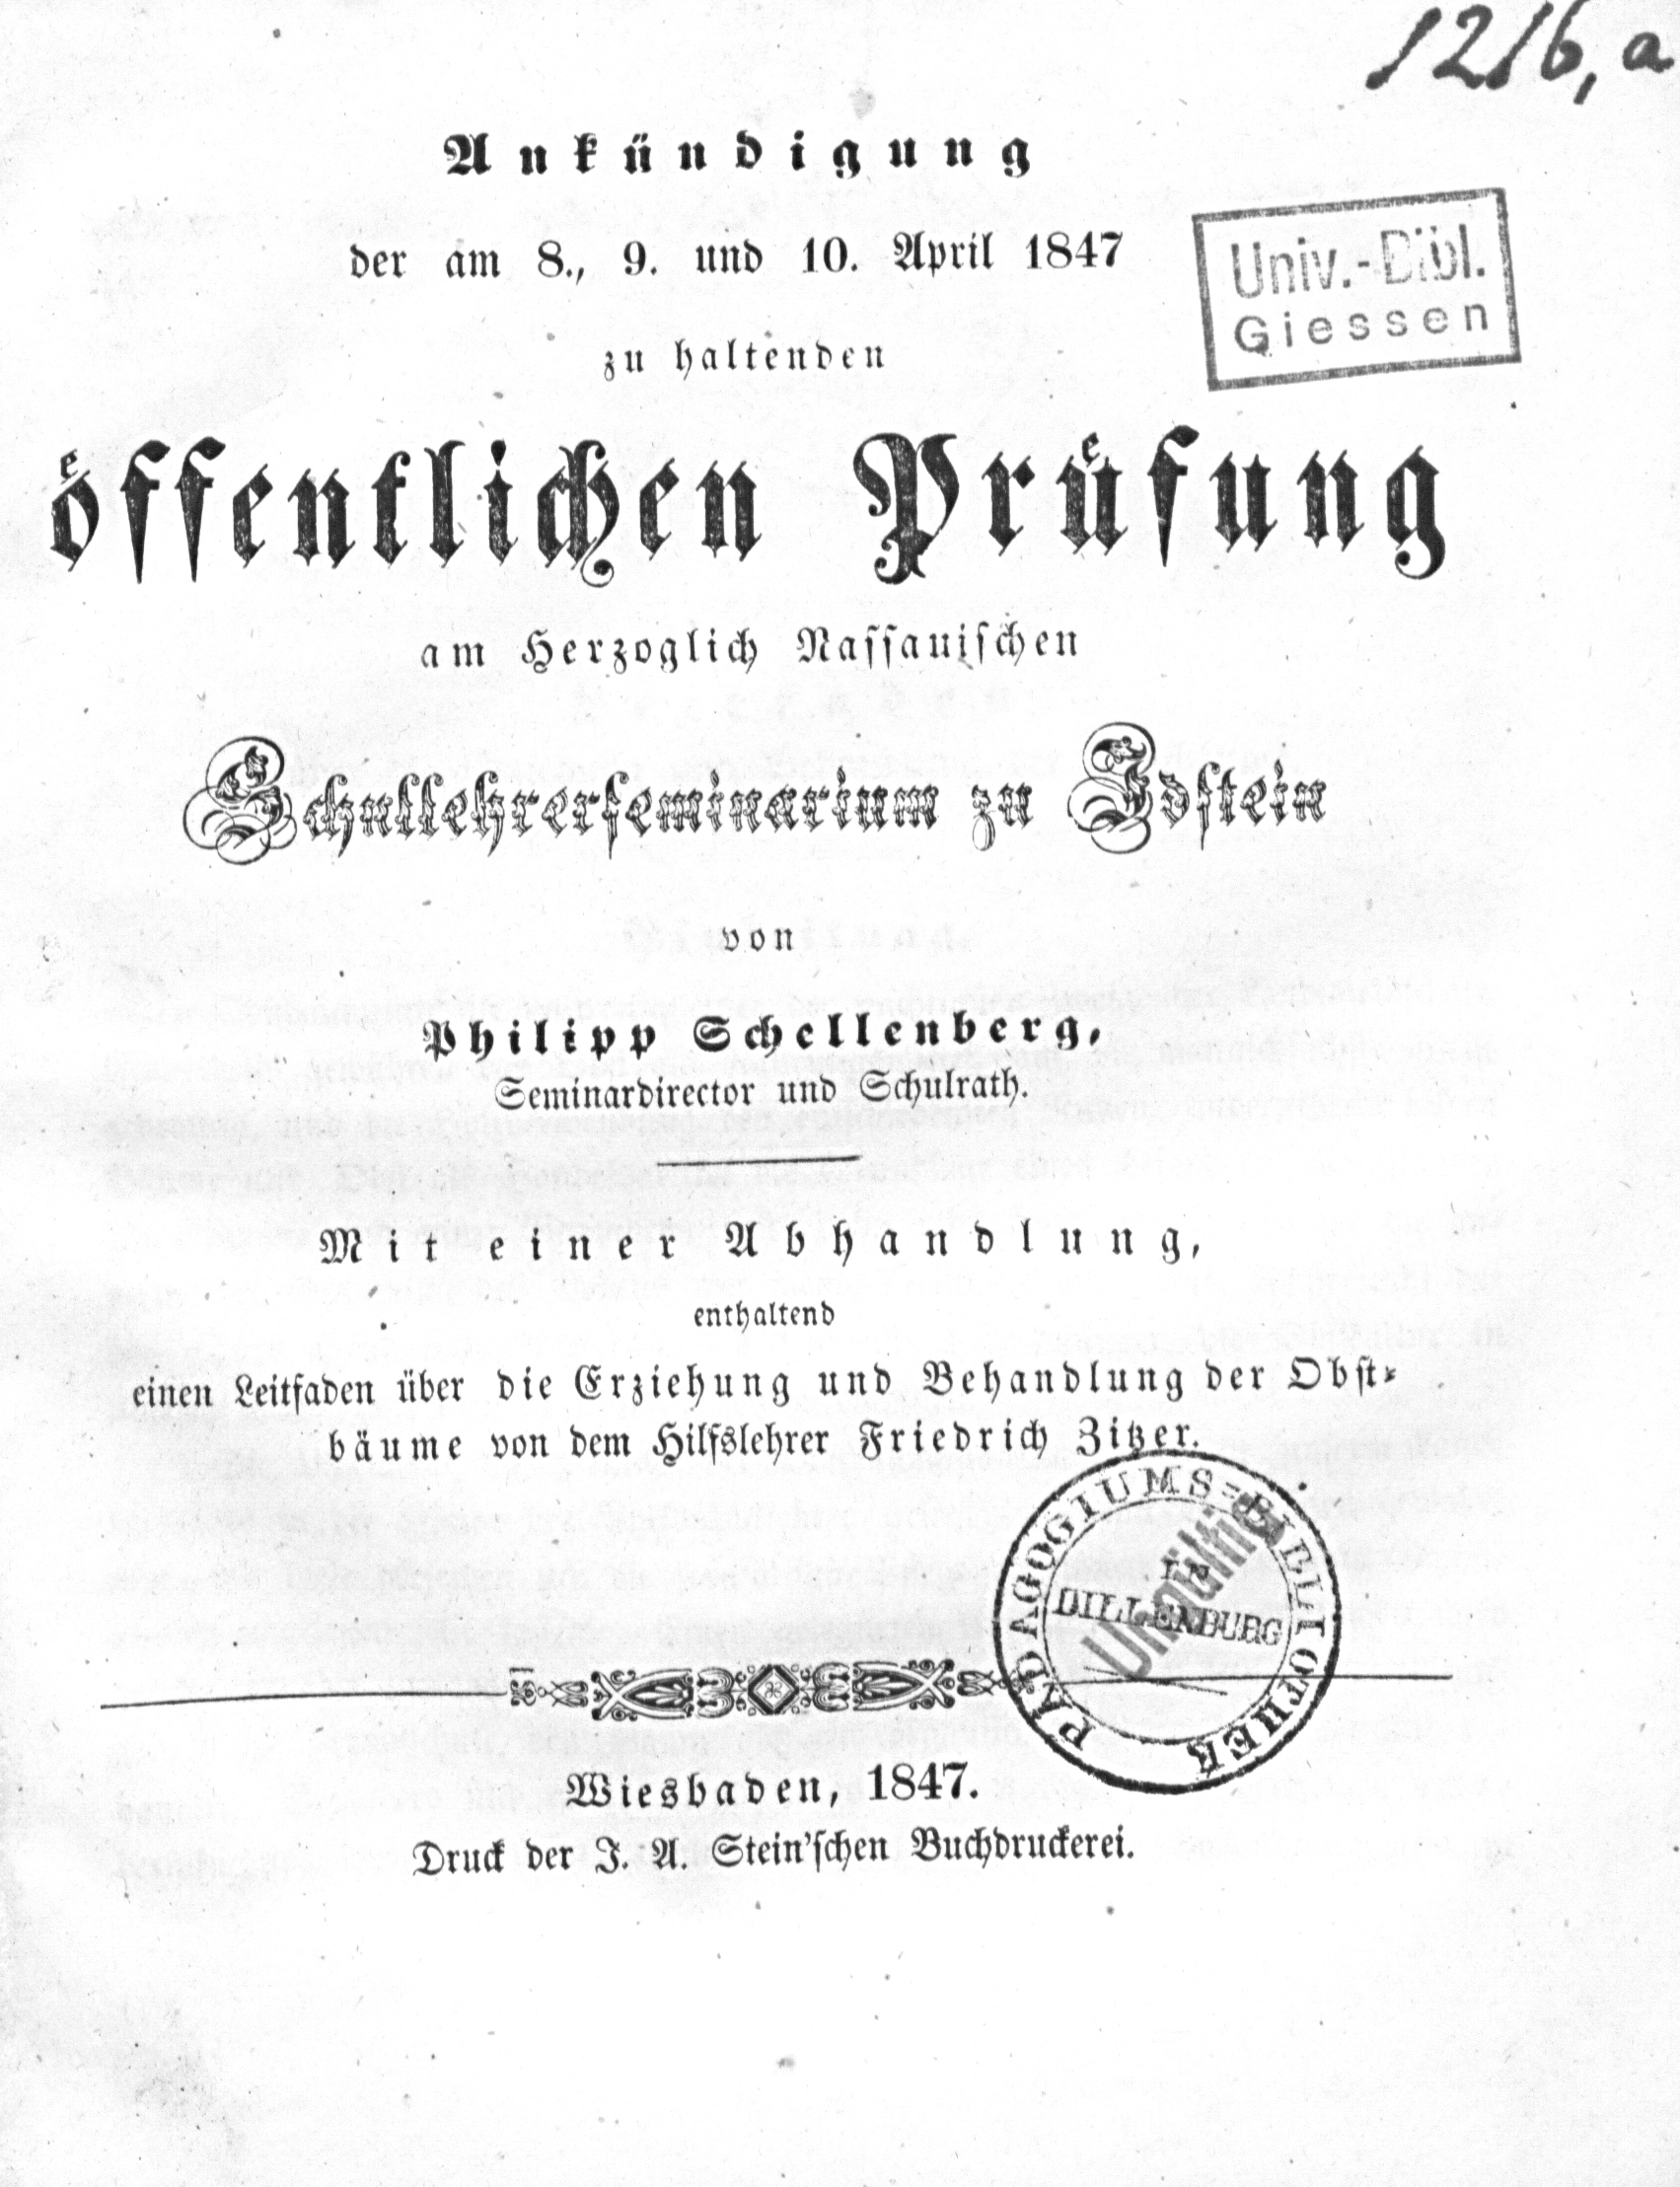 1216, a
Ankündigung
der am 8., 9. und 10. April 1847
Univ.-Bibl.
Giessen
zu haltenden
öffentlichen Prüfung
am Herzoglich Nassauischen
Schullehrerseminarium zu Idstein
von
Philipp Schellenberg,
Seminardirector und Schulrath.
Mit einer Abhandlung,
enthaltend
einen Leitfaden über die Erziehung und Behandlung der Obst-
bäume von dem Hilfslehrer Friedrich Zitzer.
PÄDAGOGIUMS-BIBLIOTHEK
DILLENBURG
Ungültig
Wiesbaden, 1847.
Druck der J. A. Stein'schen Buchdruckerei.